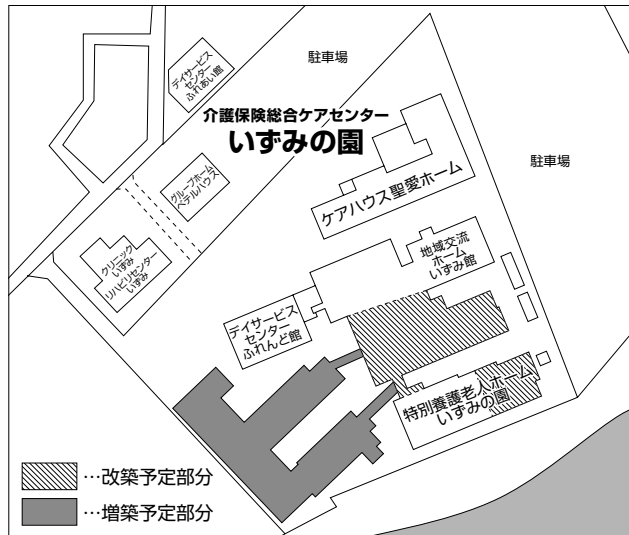 駐車場
デイサービス
センター
ふれあい館
介護保険総合ケアセンター
いずみの園
駐車場
グループホーム
ベテルハウス
ケアハウス聖愛ホーム
クリニック
いずみ
リハビリセンター
いずみ
地域交流
ホーム
いずみ館
デイサービス
センター
ふれんど館
特別養護老人ホーム
いずみの園
…改築予定部分
…増築予定部分